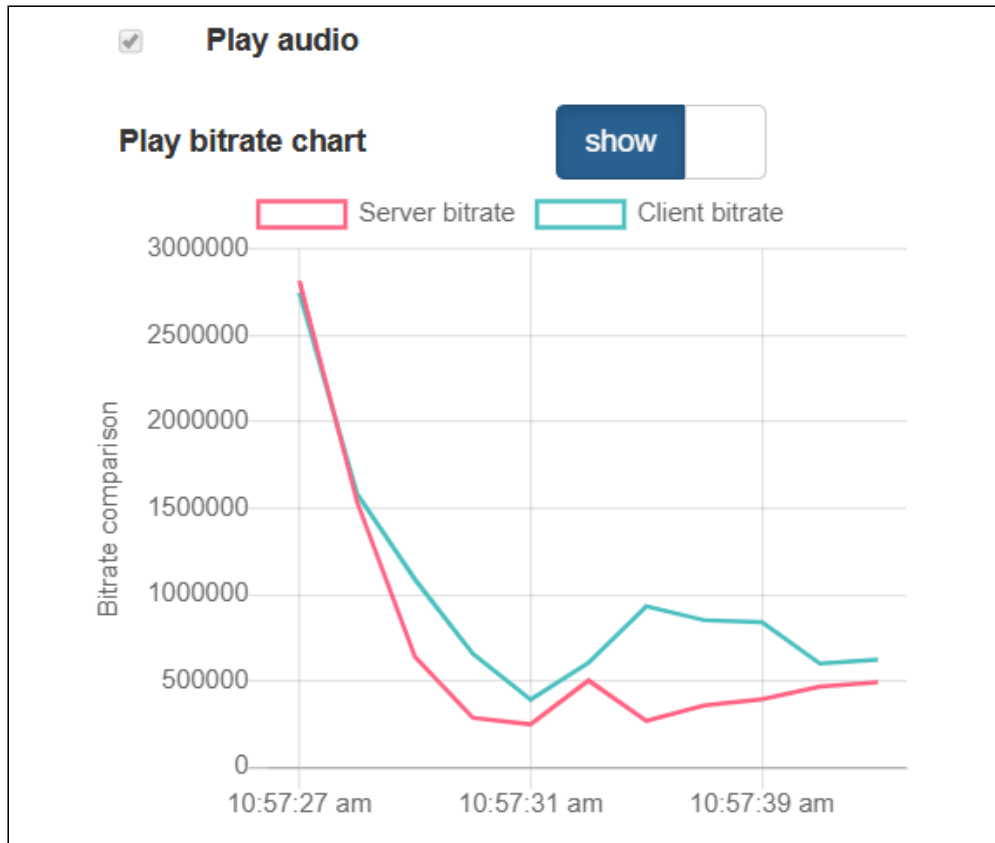 Play audio
Play bitrate chart
show
Server bitrate
Client bitrate
3000000
2500000
2000000
1500000
1000000
500000
0
Bitrate comparison
10:57:27 am
10:57:31 am
10:57:39 am